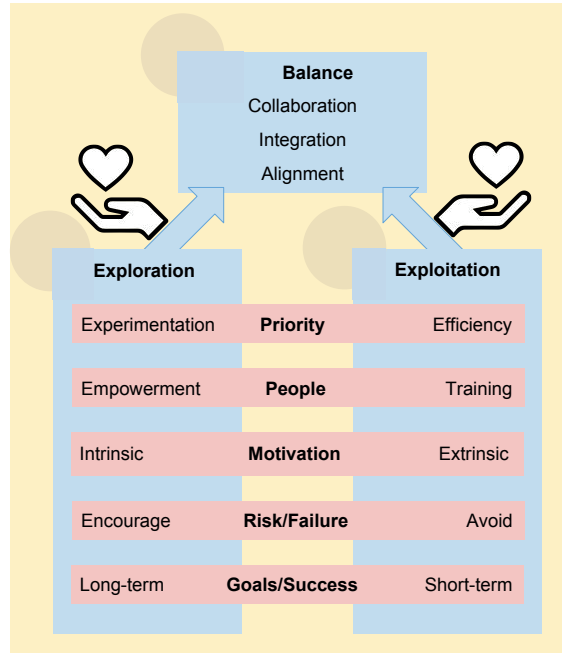 Balance
Collaboration
Integration
Alignment
Exploration Exploitation
Experimentation Priority Efficiency
Empowerment People Training
Intrinsic Motivation Extrinsic
Encourage Risk/Failure Avoid
Long-term Goals/Success Short-term